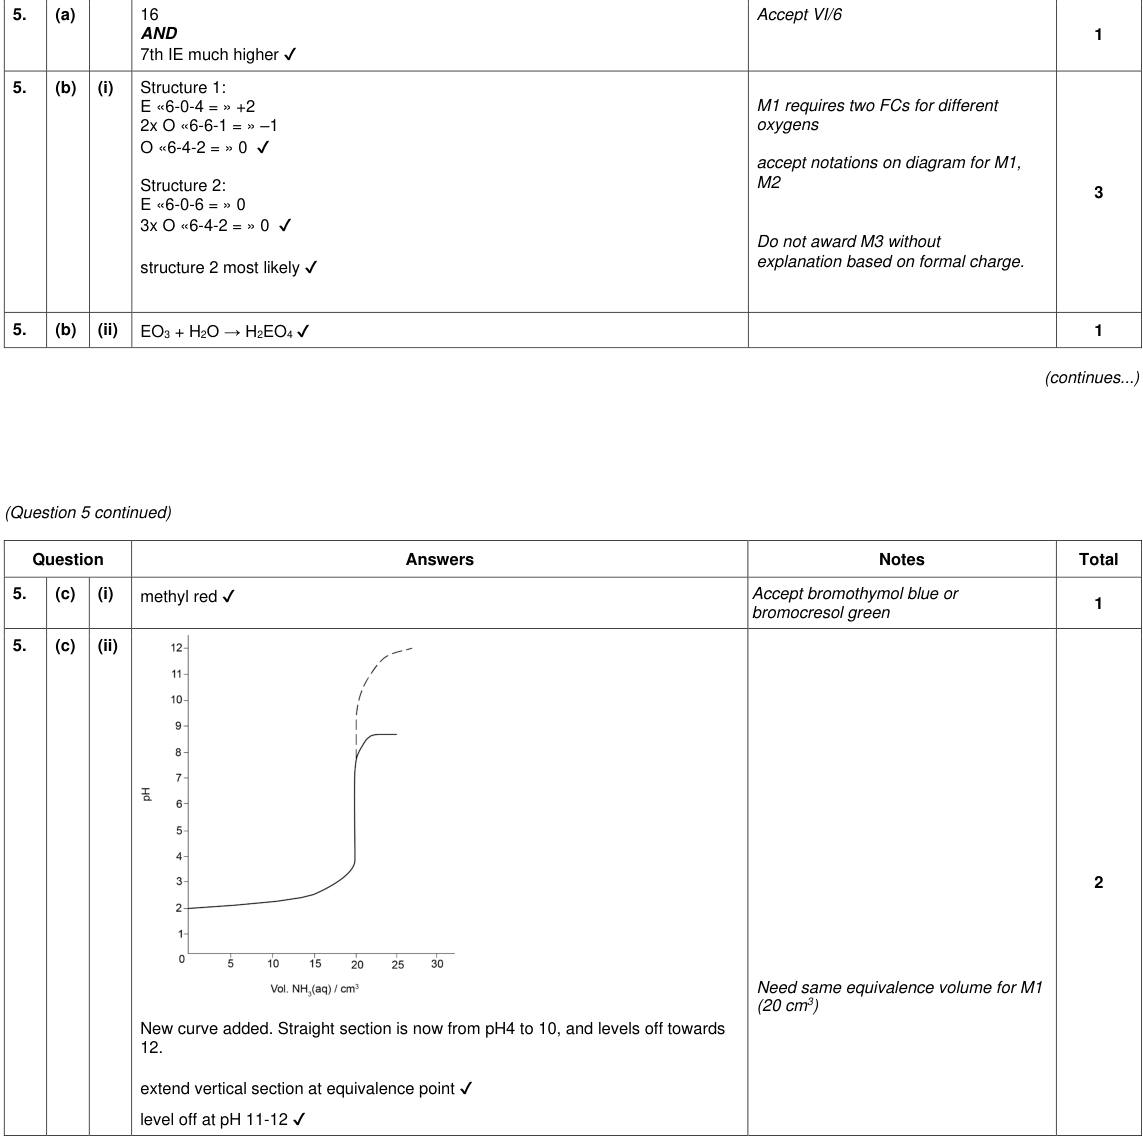 5. (a) 16 Accept VI/6
AND 1
7th IE much higher ✓
5. (b) (i) Structure 1:
E «6-0-4 = » +2 M1 requires two FCs for different
2x O «6-6-1 = » –1 oxygens
O «6-4-2 = » 0 ✓ accept notations on diagram for M1,
Structure 2: M2
E «6-0-6 = » 0 3
3x O «6-4-2 = » 0 ✓
Do not award M3 without
structure 2 most likely ✓ explanation based on formal charge.
5. (b) (ii) EO₃ + H₂O → H₂EO₄ ✓ 1
(continues...)
(Question 5 continued)
Question Answers Notes Total
5. (c) (i) methyl red ✓ Accept bromothymol blue or
bromocresol green 1
5. (c) (ii)
12
11
10
9
8
7
pH
6
5
4
3
2
1
0 5 10 15 20 25 30
Vol. NH₃(aq) / cm³
2
Need same equivalence volume for M1
(20 cm³)
New curve added. Straight section is now from pH4 to 10, and levels off towards
12.
extend vertical section at equivalence point ✓
level off at pH 11-12 ✓